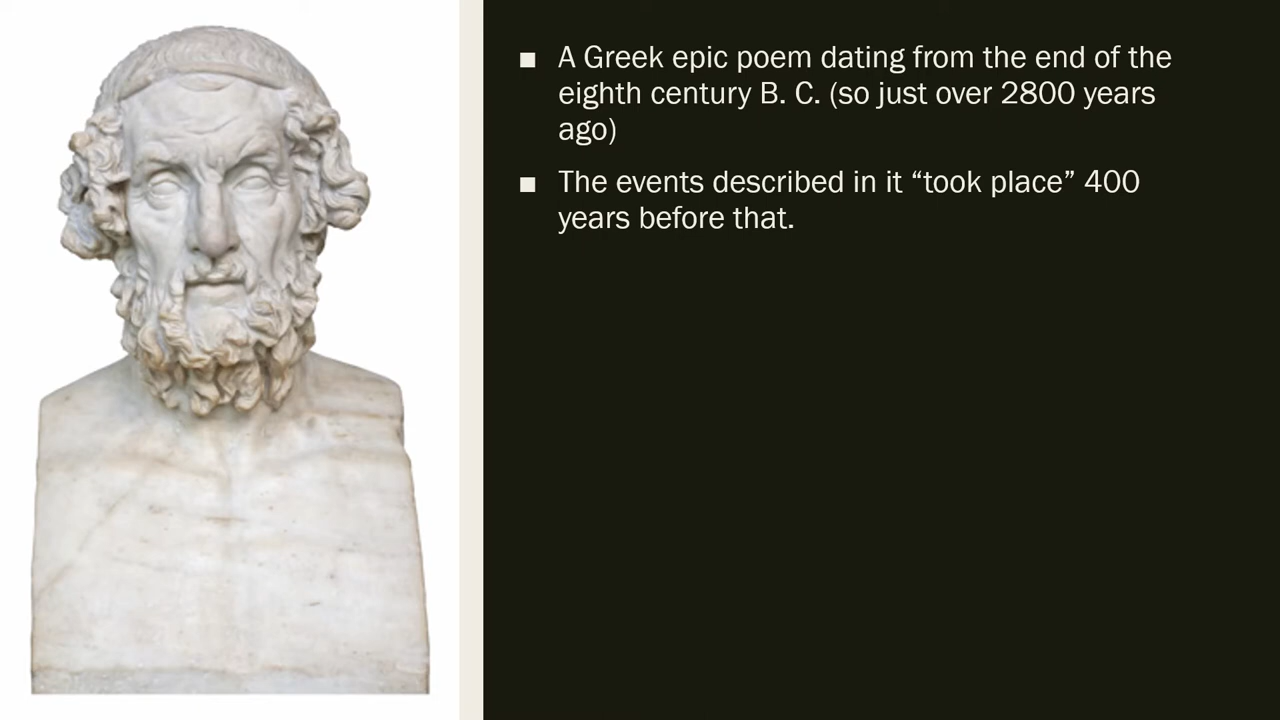 ■ A Greek epic poem dating from the end of the
eighth century B. C. (so just over 2800 years
ago)
■ The events described in it “took place” 400
years before that.